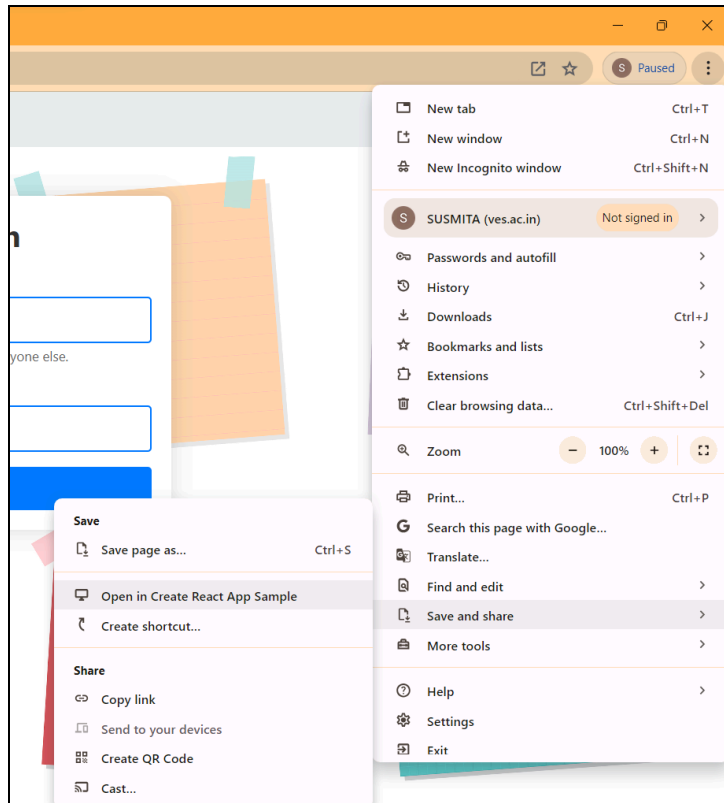 S Paused
New tab Ctrl+T
New window Ctrl+N
New Incognito window Ctrl+Shift+N
S SUSMITA (ves.ac.in) Not signed in
Passwords and autofill
History
Downloads Ctrl+J
Bookmarks and lists
Extensions
Clear browsing data... Ctrl+Shift+Del
Zoom − 100% +
Print... Ctrl+P
G Search this page with Google...
Translate...
Find and edit
Save and share
More tools
Help
Settings
Exit
n
yone else.
Save
Save page as... Ctrl+S
Open in Create React App Sample
Create shortcut...
Share
Copy link
Send to your devices
Create QR Code
Cast...